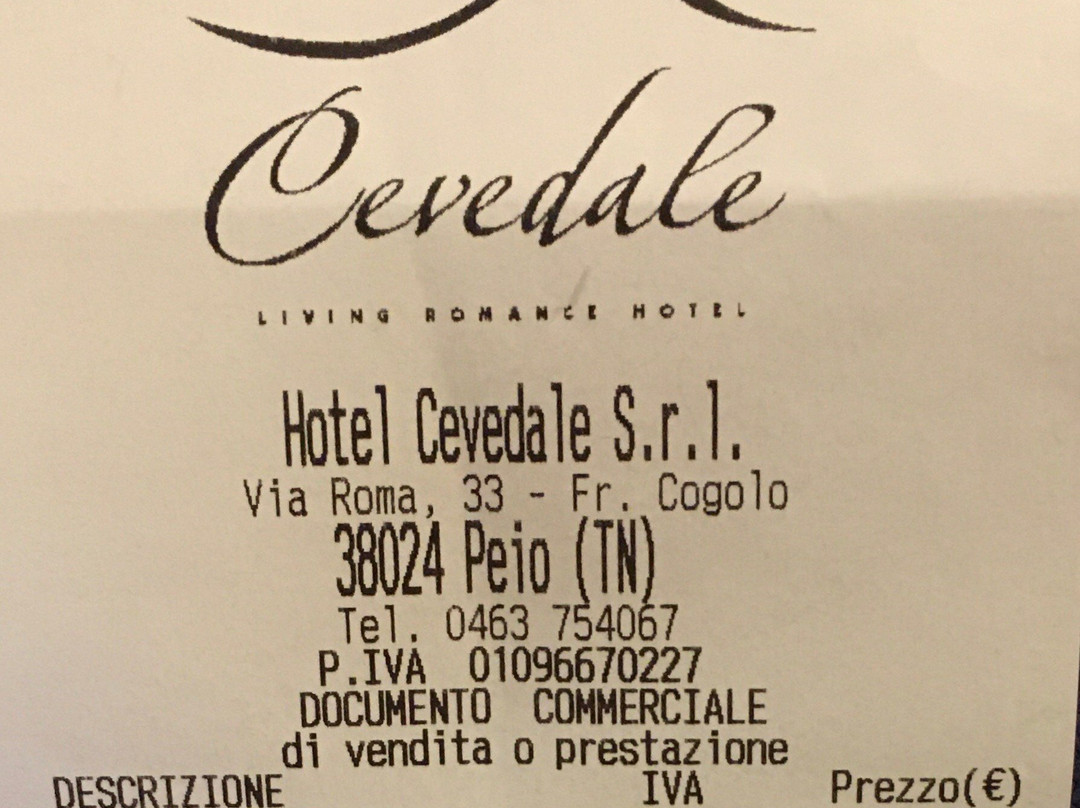 Cevedale
LIVING ROMANCE HOTEL
Hotel Cevedale S.r.l.
Via Roma, 33 - Fr. Cogolo
38024 Peio (TN)
Tel. 0463 754067
P.IVA 01096670227
DOCUMENTO COMMERCIALE
di vendita o prestazione
DESCRIZIONE IVA Prezzo(€)